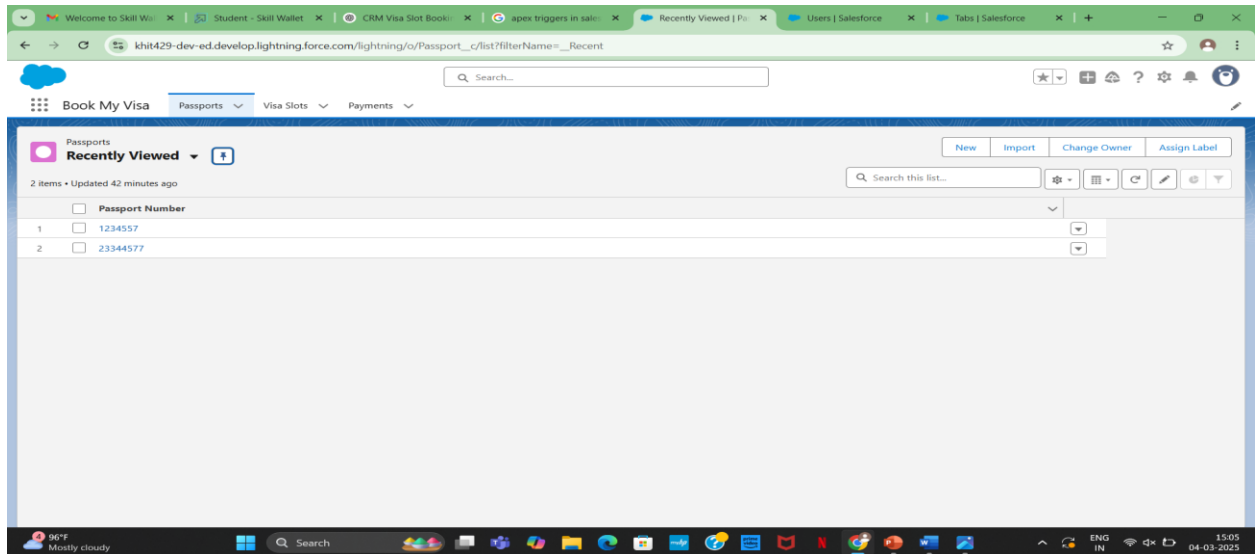 Welcome to Skill Wal
Student - Skill Wallet
CRM Visa Slot Bookin
apex triggers in sales
Recently Viewed | Pas
Users | Salesforce
Tabs | Salesforce
khit429-dev-ed.develop.lightning.force.com/lightning/o/Passport__c/list?filterName=__Recent
Search...
Book My Visa
Passports
Visa Slots
Payments
Passports
Recently Viewed
New
Import
Change Owner
Assign Label
2 items • Updated 42 minutes ago
Search this list...
Passport Number
1 1234557
2 23344577
4
96°F
Mostly cloudy
Search
ENG
IN
15:05
04-03-2025